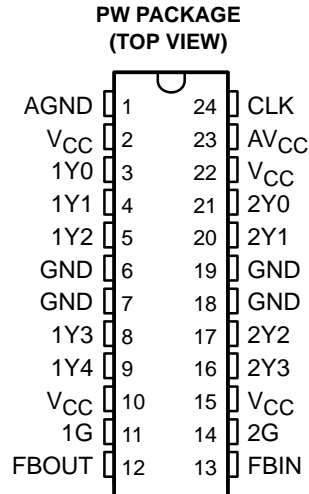 PW PACKAGE
(TOP VIEW)
AGND 1 24 CLK
VCC 2 23 AVCC
1Y0 3 22 VCC
1Y1 4 21 2Y0
1Y2 5 20 2Y1
GND 6 19 GND
GND 7 18 GND
1Y3 8 17 2Y2
1Y4 9 16 2Y3
VCC 10 15 VCC
1G 11 14 2G
FBOUT 12 13 FBIN